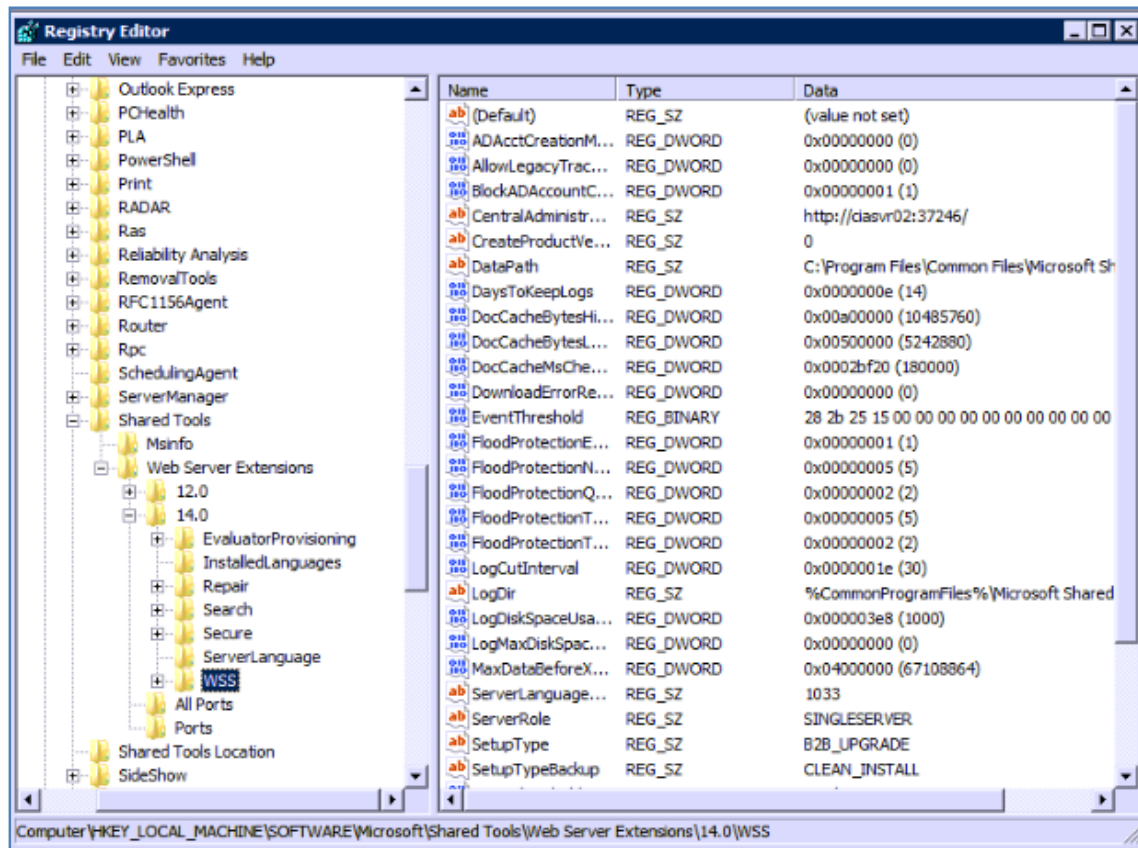 Registry Editor
File Edit View Favorites Help
Outlook Express
PCHealth
PLA
PowerShell
Print
RADAR
Ras
Reliability Analysis
RemovalTools
RFC1156Agent
Router
Rpc
SchedulingAgent
ServerManager
Shared Tools
Msinfo
Web Server Extensions
12.0
14.0
EvaluatorProvisioning
InstalledLanguages
Repair
Search
Secure
ServerLanguage
WSS
All Ports
Ports
Shared Tools Location
SideShow
Name Type Data
(Default) REG_SZ (value not set)
ADAcctCreationM... REG_DWORD 0x00000000 (0)
AllowLegacyTrac... REG_DWORD 0x00000000 (0)
BlockADAccountC... REG_DWORD 0x00000001 (1)
CentralAdministr... REG_SZ http://ciasvr02:37246/
CreateProductVe... REG_SZ 0
DataPath REG_SZ C:\Program Files\Common Files\Microsoft Sh
DaysToKeepLogs REG_DWORD 0x0000000e (14)
DocCacheBytesHi... REG_DWORD 0x00a00000 (10485760)
DocCacheBytesL... REG_DWORD 0x00500000 (5242880)
DocCacheMsChe... REG_DWORD 0x0002bf20 (180000)
DownloadErrorRe... REG_DWORD 0x00000000 (0)
EventThreshold REG_BINARY 28 2b 25 15 00 00 00 00 00 00 00 00 00
FloodProtectionE... REG_DWORD 0x00000001 (1)
FloodProtectionN... REG_DWORD 0x00000005 (5)
FloodProtectionQ... REG_DWORD 0x00000002 (2)
FloodProtectionT... REG_DWORD 0x00000005 (5)
FloodProtectionT... REG_DWORD 0x00000002 (2)
LogCutInterval REG_DWORD 0x0000001e (30)
LogDir REG_SZ %CommonProgramFiles%\Microsoft Shared
LogDiskSpaceUsa... REG_DWORD 0x000003e8 (1000)
LogMaxDiskSpac... REG_DWORD 0x00000000 (0)
MaxDataBeforeX... REG_DWORD 0x04000000 (67108864)
ServerLanguage... REG_SZ 1033
ServerRole REG_SZ SINGLESERVER
SetupType REG_SZ B2B_UPGRADE
SetupTypeBackup REG_SZ CLEAN_INSTALL
Computer\HKEY_LOCAL_MACHINE\SOFTWARE\Microsoft\Shared Tools\Web Server Extensions\14.0\WSS